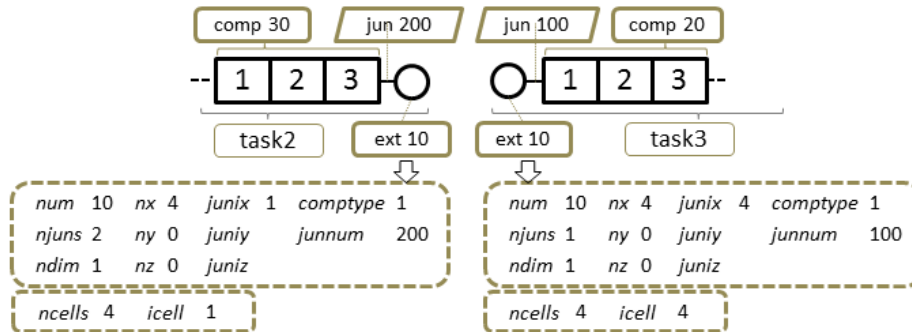 comp 30 jun 200 jun 100 comp 20
1 2 3 1 2 3
task2 ext 10 ext 10 task3
num 10 nx 4 junix 1 comptype 1
njuns 2 ny 0 juniy junnum 200
ndim 1 nz 0 juniz
ncells 4 icell 1
num 10 nx 4 junix 4 comptype 1
njuns 1 ny 0 juniy junnum 100
ndim 1 nz 0 juniz
ncells 4 icell 4